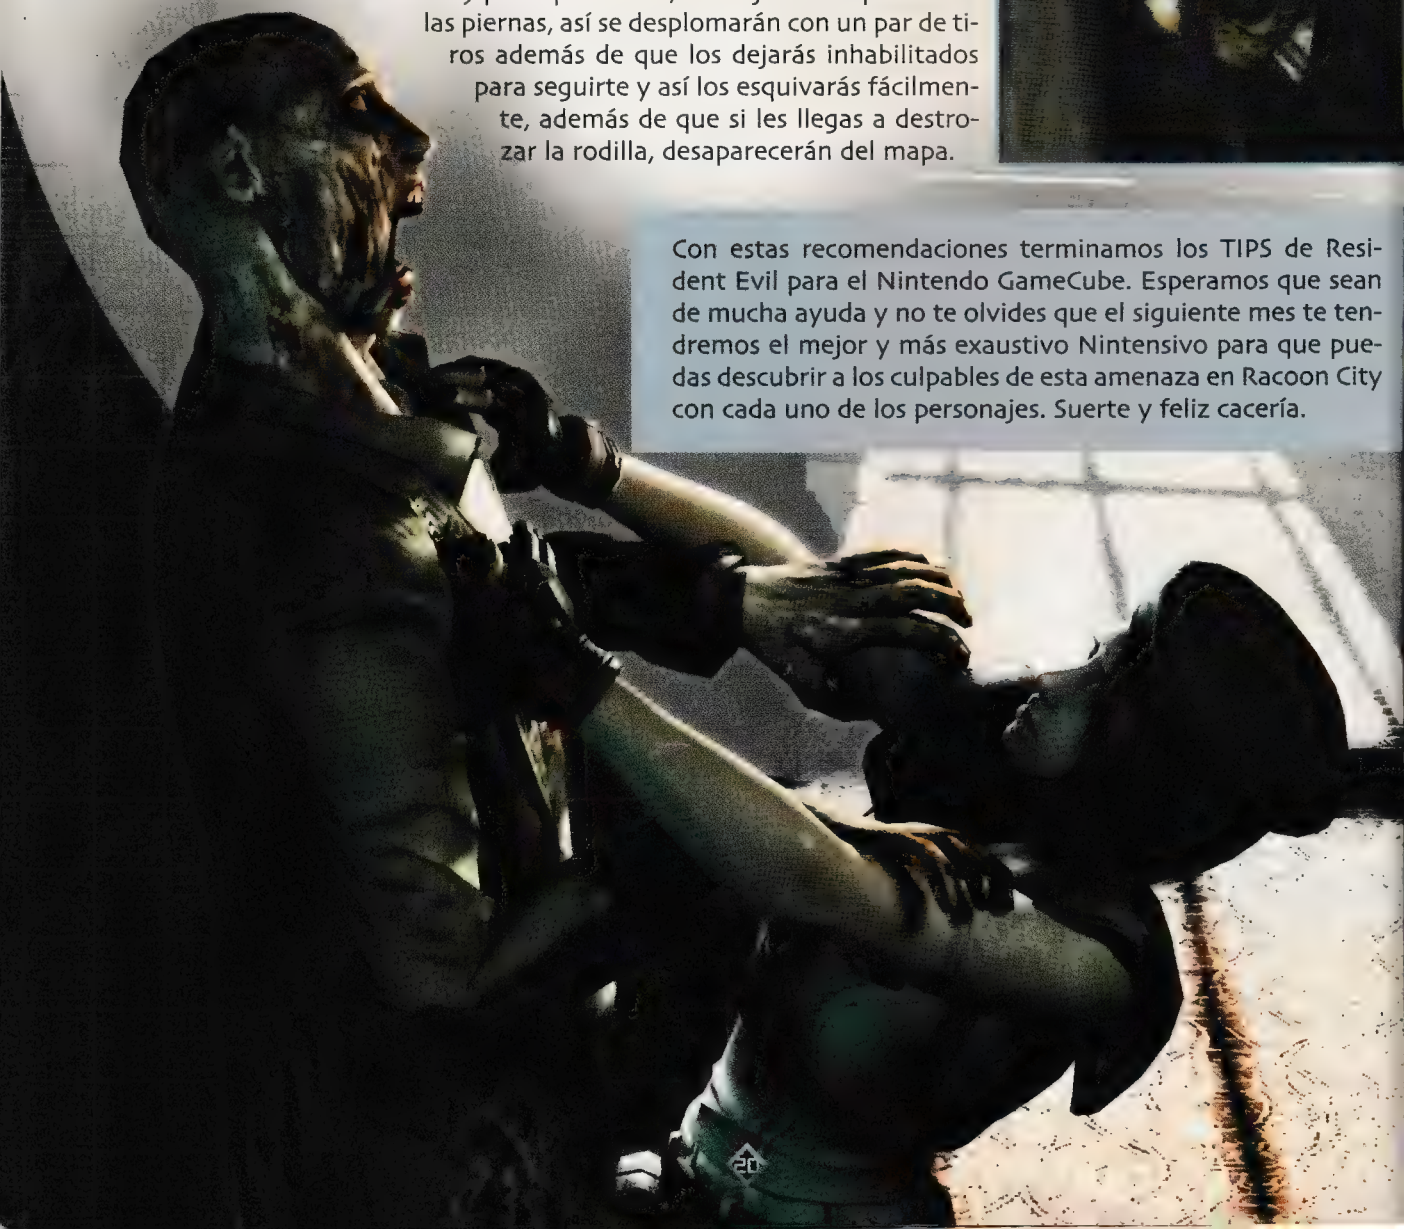 las piernas, así se desplomarán con un par de ti-
ros además de que los dejarás inhabilitados
para seguirte y así los esquivarás fácilmen-
te, además de que si les llegas a destro-
zar la rodilla, desaparecerán del mapa.
Con estas recomendaciones terminamos los TIPS de Resi-
dent Evil para el Nintendo GameCube. Esperamos que sean
de mucha ayuda y no te olvides que el siguiente mes te ten-
dremos el mejor y más exaustivo Nintensivo para que pue-
das descubrir a los culpables de esta amenaza en Racoon City
con cada uno de los personajes. Suerte y feliz cacería.
20